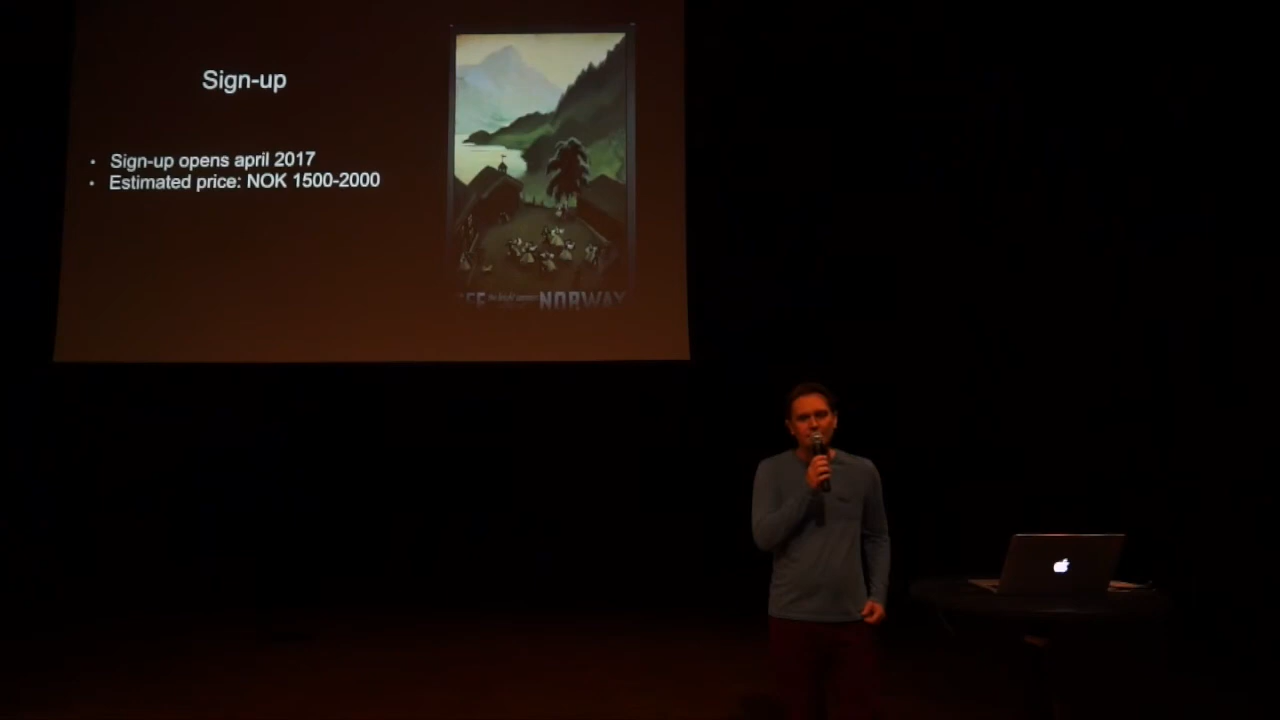 Sign-up
• Sign-up opens april 2017
• Estimated price: NOK 1500-2000
NORWAY